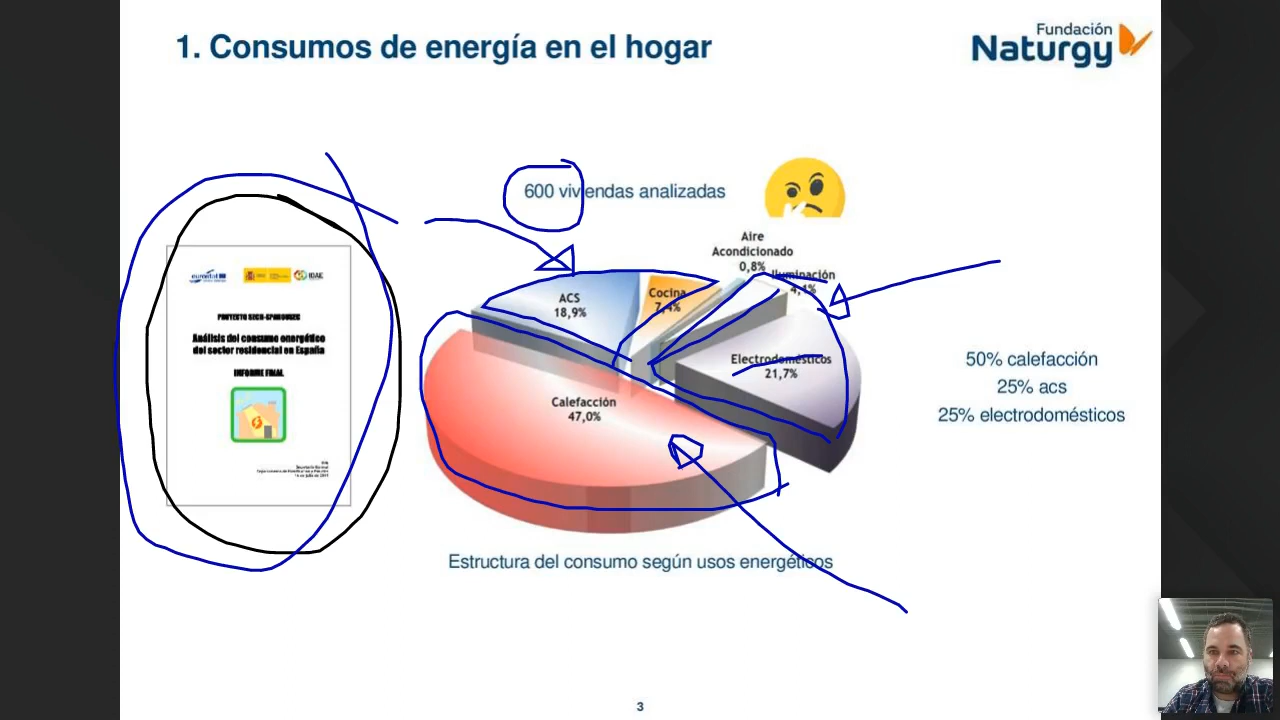 1. Consumos de energía en el hogar
Fundación
Naturgy
600 viviendas analizadas
eurostat
IDAE
PROYECTO SECH-SPAHOUSEC
Análisis del consumo energético
del sector residencial en España
INFORME FINAL
Aire
Acondicionado
0,8%
Iluminación
4,1%
ACS
18,9%
Cocina
7,4%
Electrodomésticos
21,7%
Calefacción
47,0%
50% calefacción
25% acs
25% electrodomésticos
Estructura del consumo según usos energéticos
3